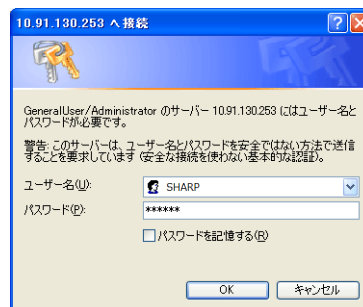 10.91.130.253 へ接続
GeneralUser/Administrator のサーバー 10.91.130.253 にはユーザー名と
パスワードが必要です。
警告: このサーバーは、ユーザー名とパスワードを安全ではない方法で送信
することを要求しています (安全な接続を使わない基本的な認証)。
ユーザー名(U):
SHARP
パスワード(P):
******
パスワードを記憶する(R)
OK
キャンセル